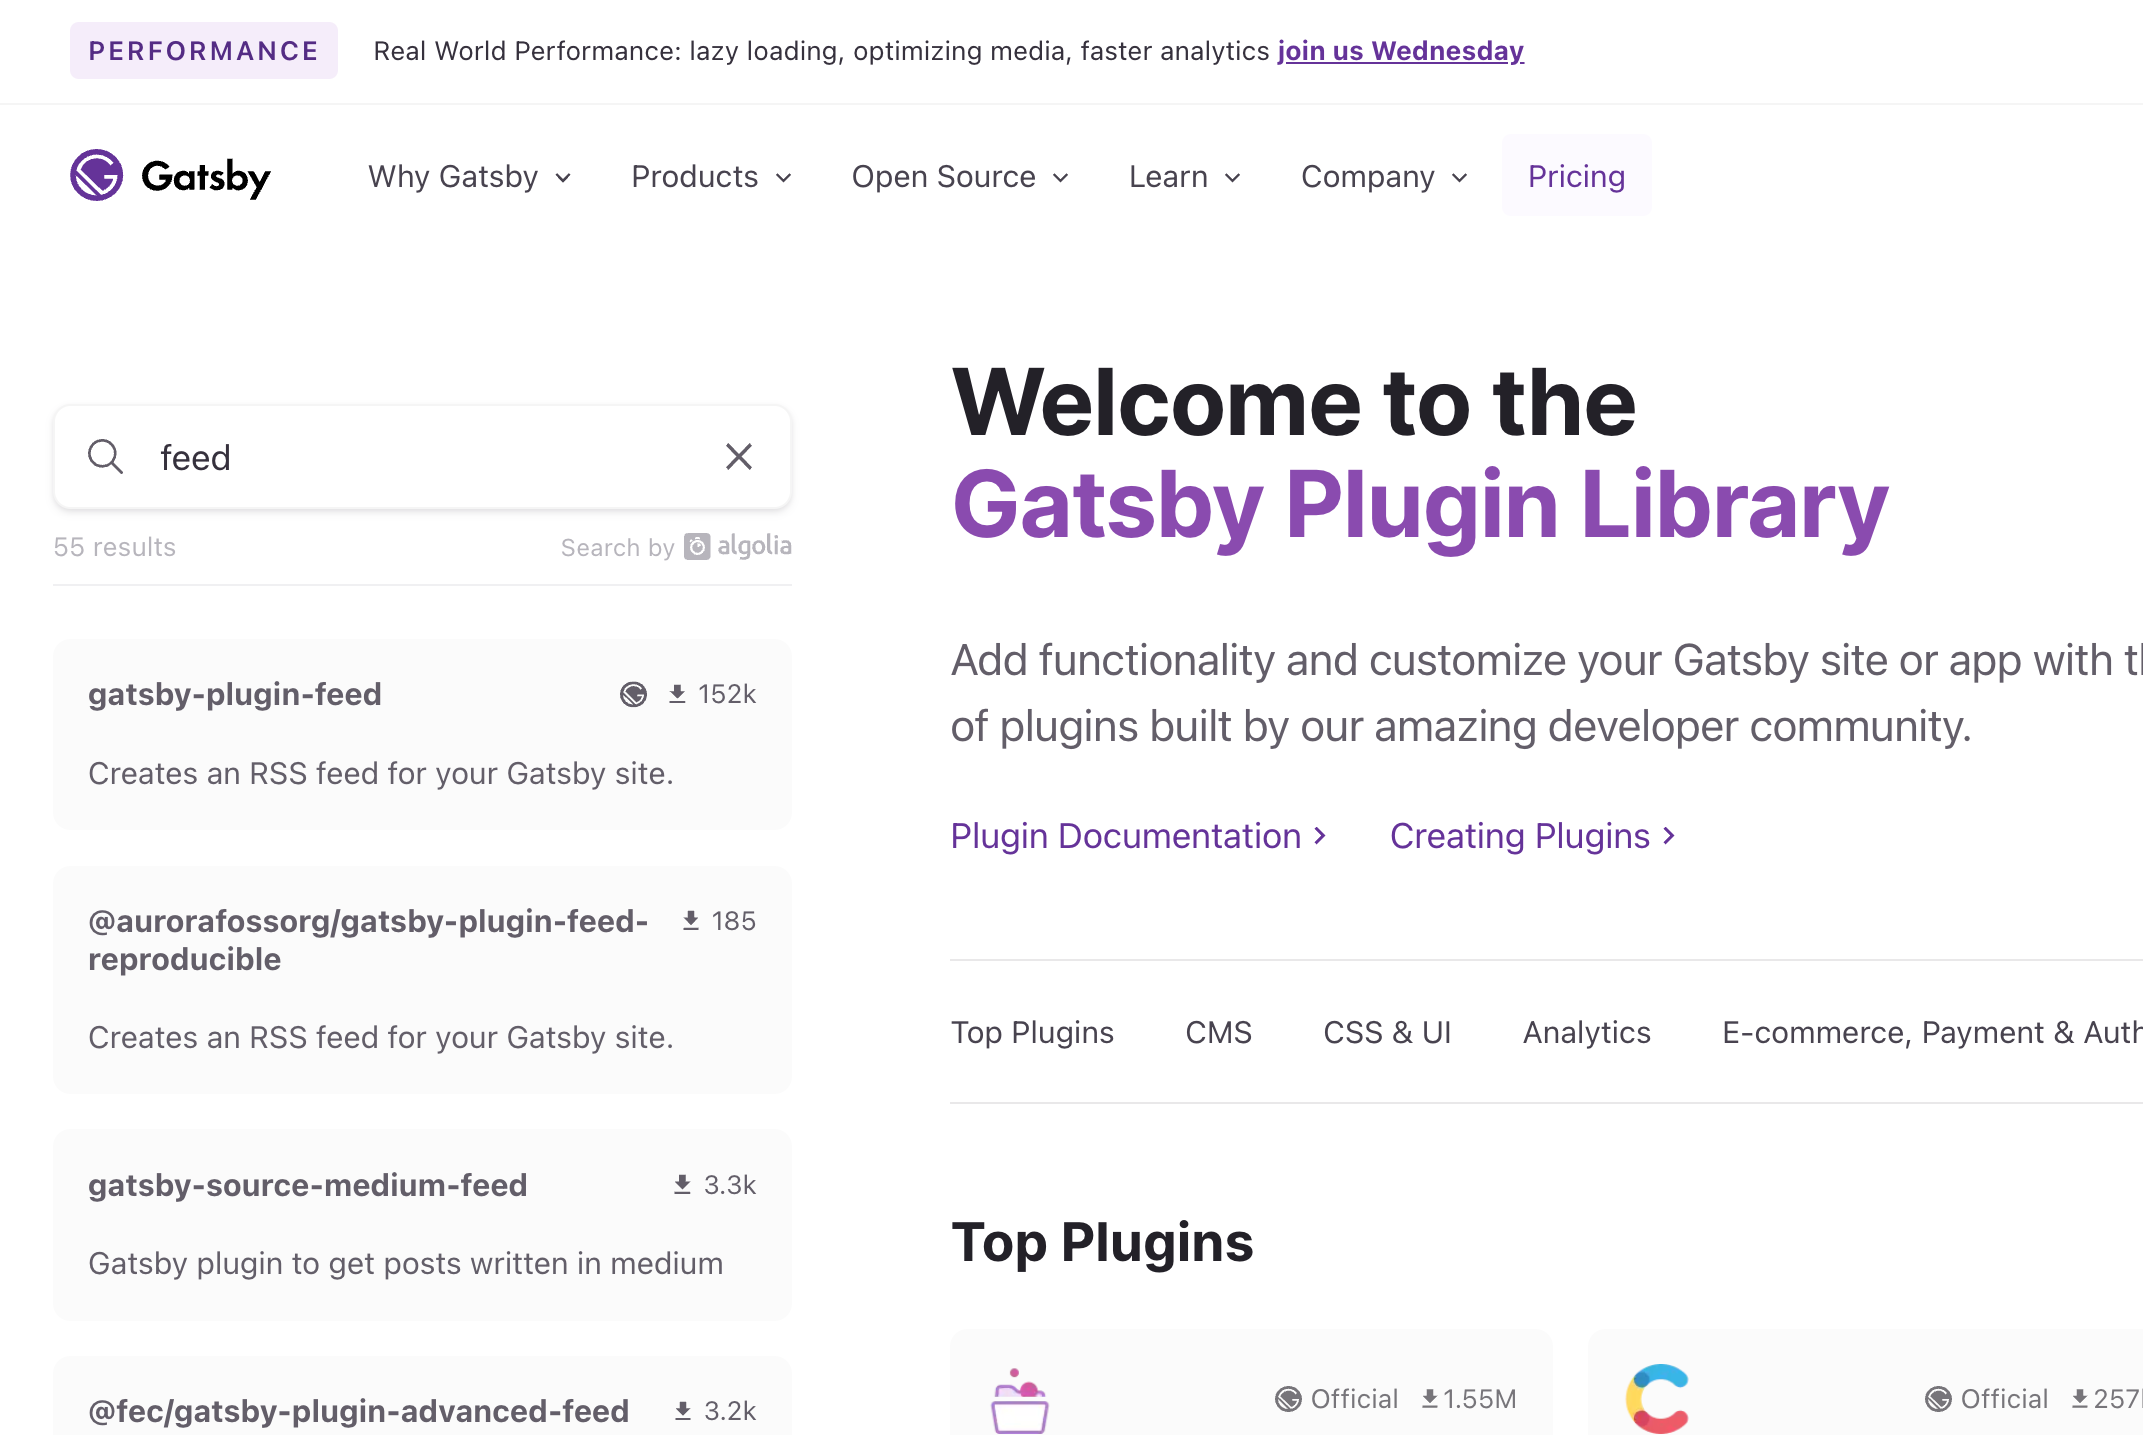 PERFORMANCE Real World Performance: lazy loading, optimizing media, faster analytics join us Wednesday
Gatsby Why Gatsby Products Open Source Learn Company Pricing
feed
55 results Search by algolia
gatsby-plugin-feed 152k
Creates an RSS feed for your Gatsby site.
@aurorafossorg/gatsby-plugin-feed- 185
reproducible
Creates an RSS feed for your Gatsby site.
gatsby-source-medium-feed 3.3k
Gatsby plugin to get posts written in medium
@fec/gatsby-plugin-advanced-feed 3.2k
Welcome to the
Gatsby Plugin Library
Add functionality and customize your Gatsby site or app with
of plugins built by our amazing developer community.
Plugin Documentation Creating Plugins
Top Plugins CMS CSS & UI Analytics E-commerce, Payment & Auth
Top Plugins
Official 1.55M
Official 257